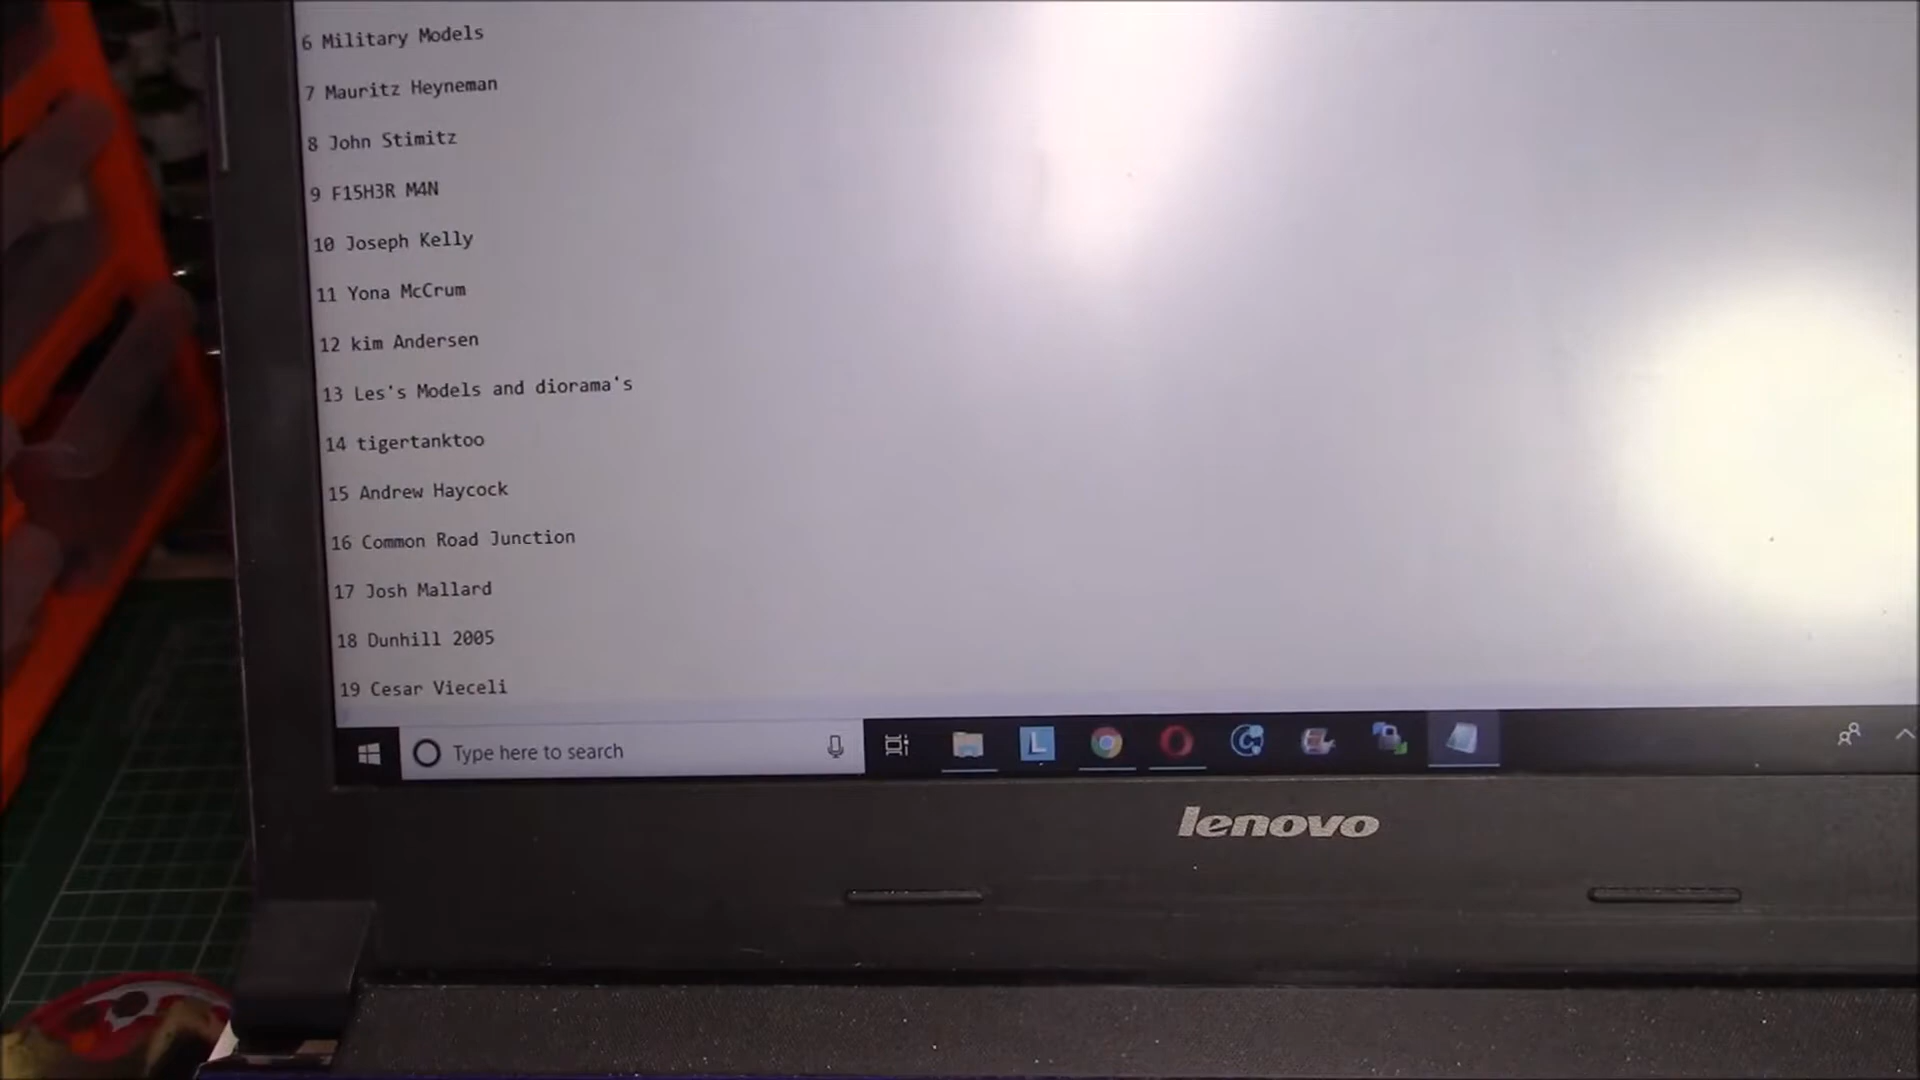 6 Military Models
7 Mauritz Heyneman
8 John Stimitz
9 F15H3R M4N
10 Joseph Kelly
11 Yona McCrum
12 kim Andersen
13 Les's Models and diorama's
14 tigertanktoo
15 Andrew Haycock
16 Common Road Junction
17 Josh Mallard
18 Dunhill 2005
19 Cesar Vieceli
Type here to search
L
lenovo